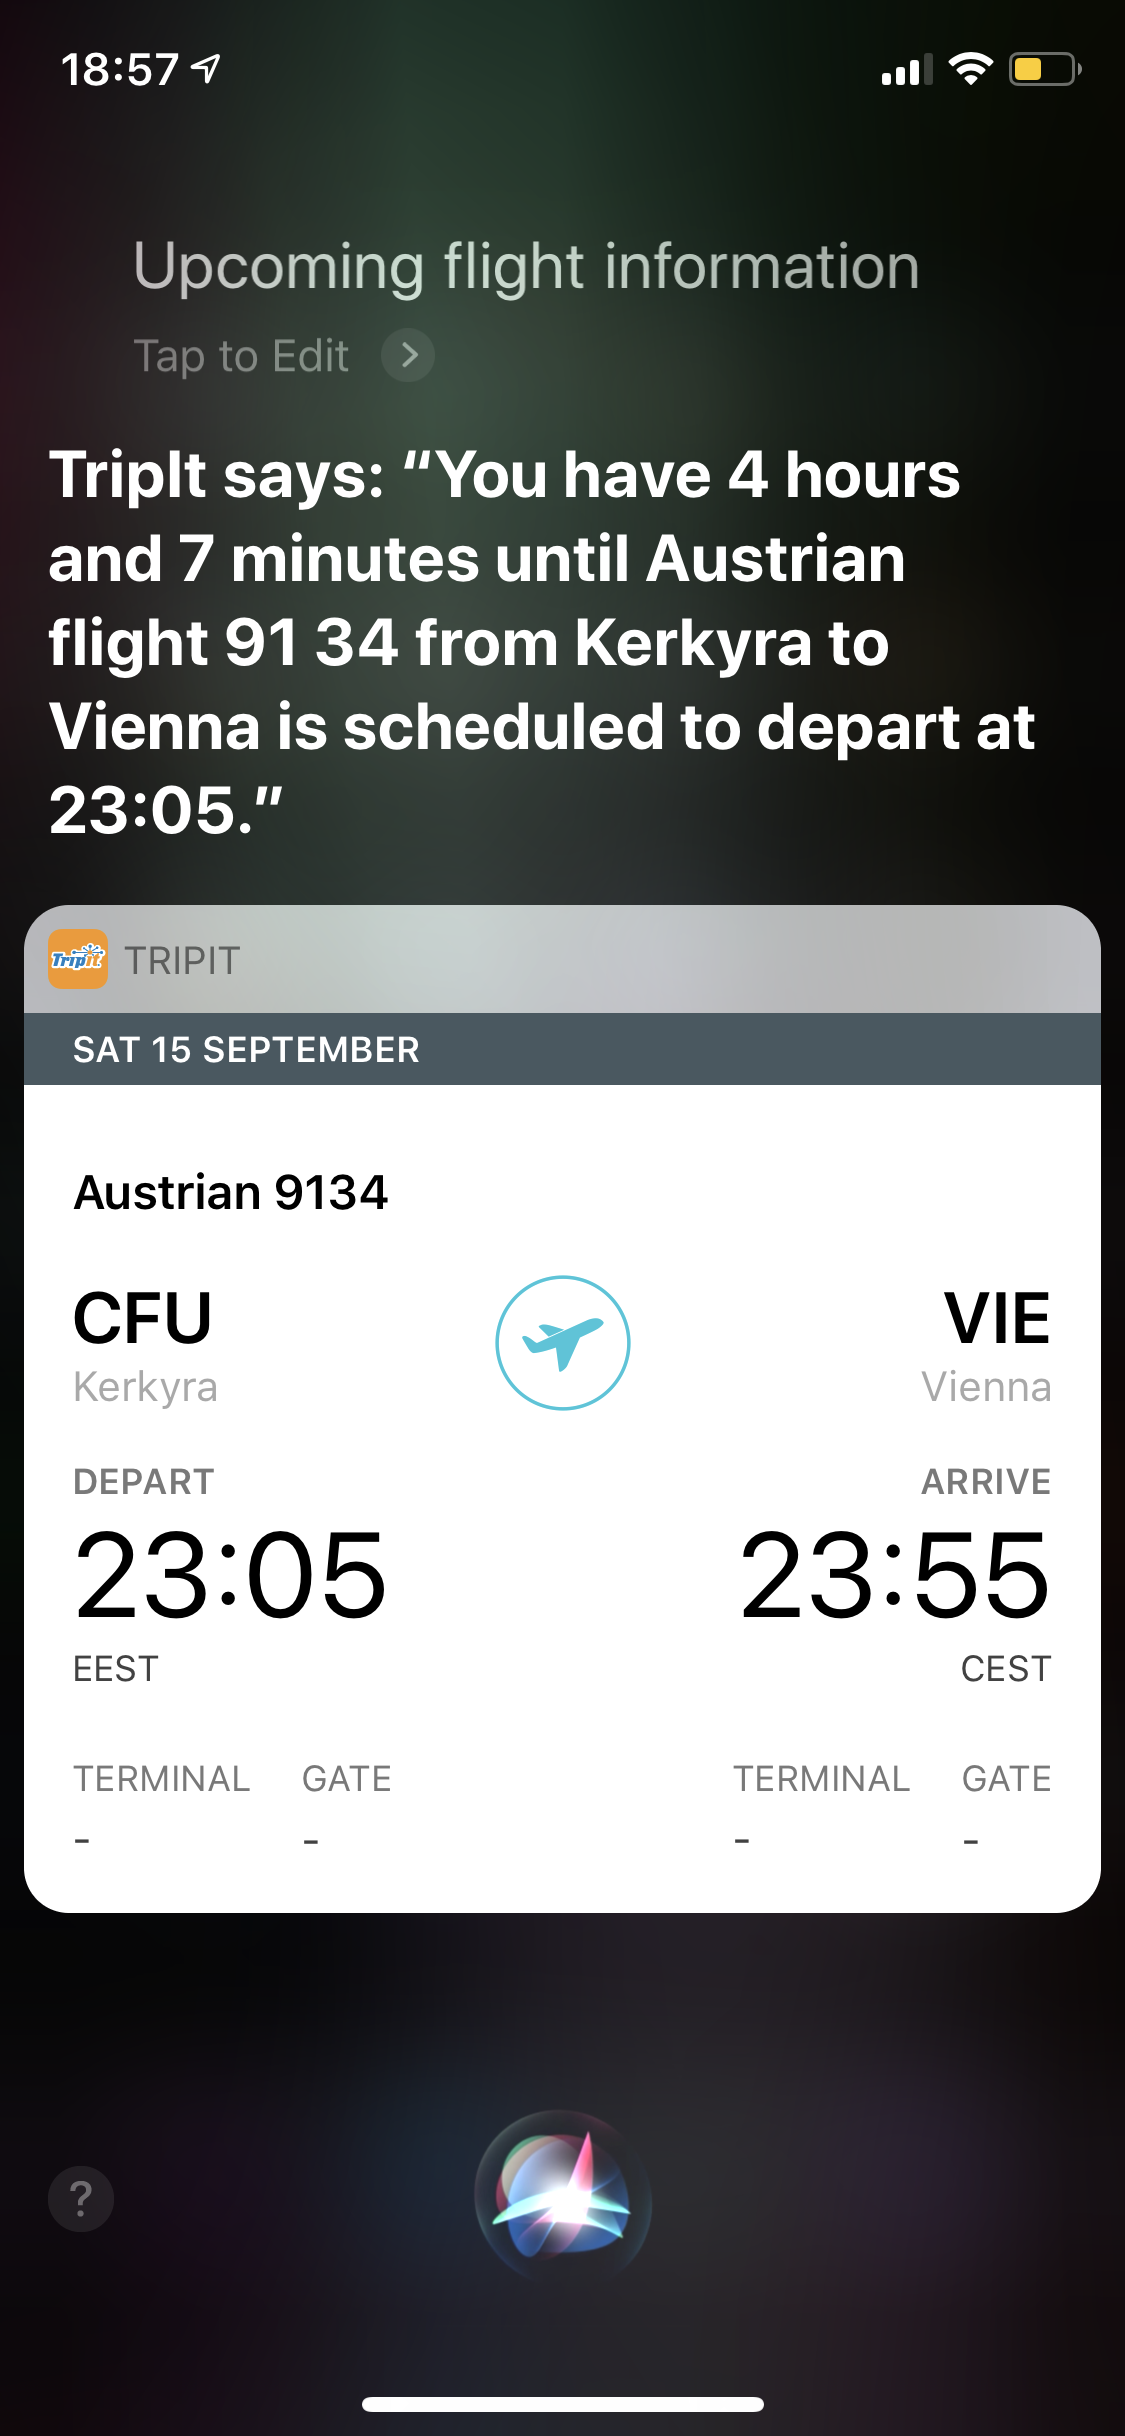 18:57
Upcoming flight information
Tap to Edit
TripIt says: “You have 4 hours
and 7 minutes until Austrian
flight 91 34 from Kerkyra to
Vienna is scheduled to depart at
23:05.”
TripIt TRIPIT
SAT 15 SEPTEMBER
Austrian 9134
CFU VIE
Kerkyra Vienna
DEPART ARRIVE
23:05 23:55
EEST CEST
TERMINAL GATE TERMINAL GATE
- - - -
?